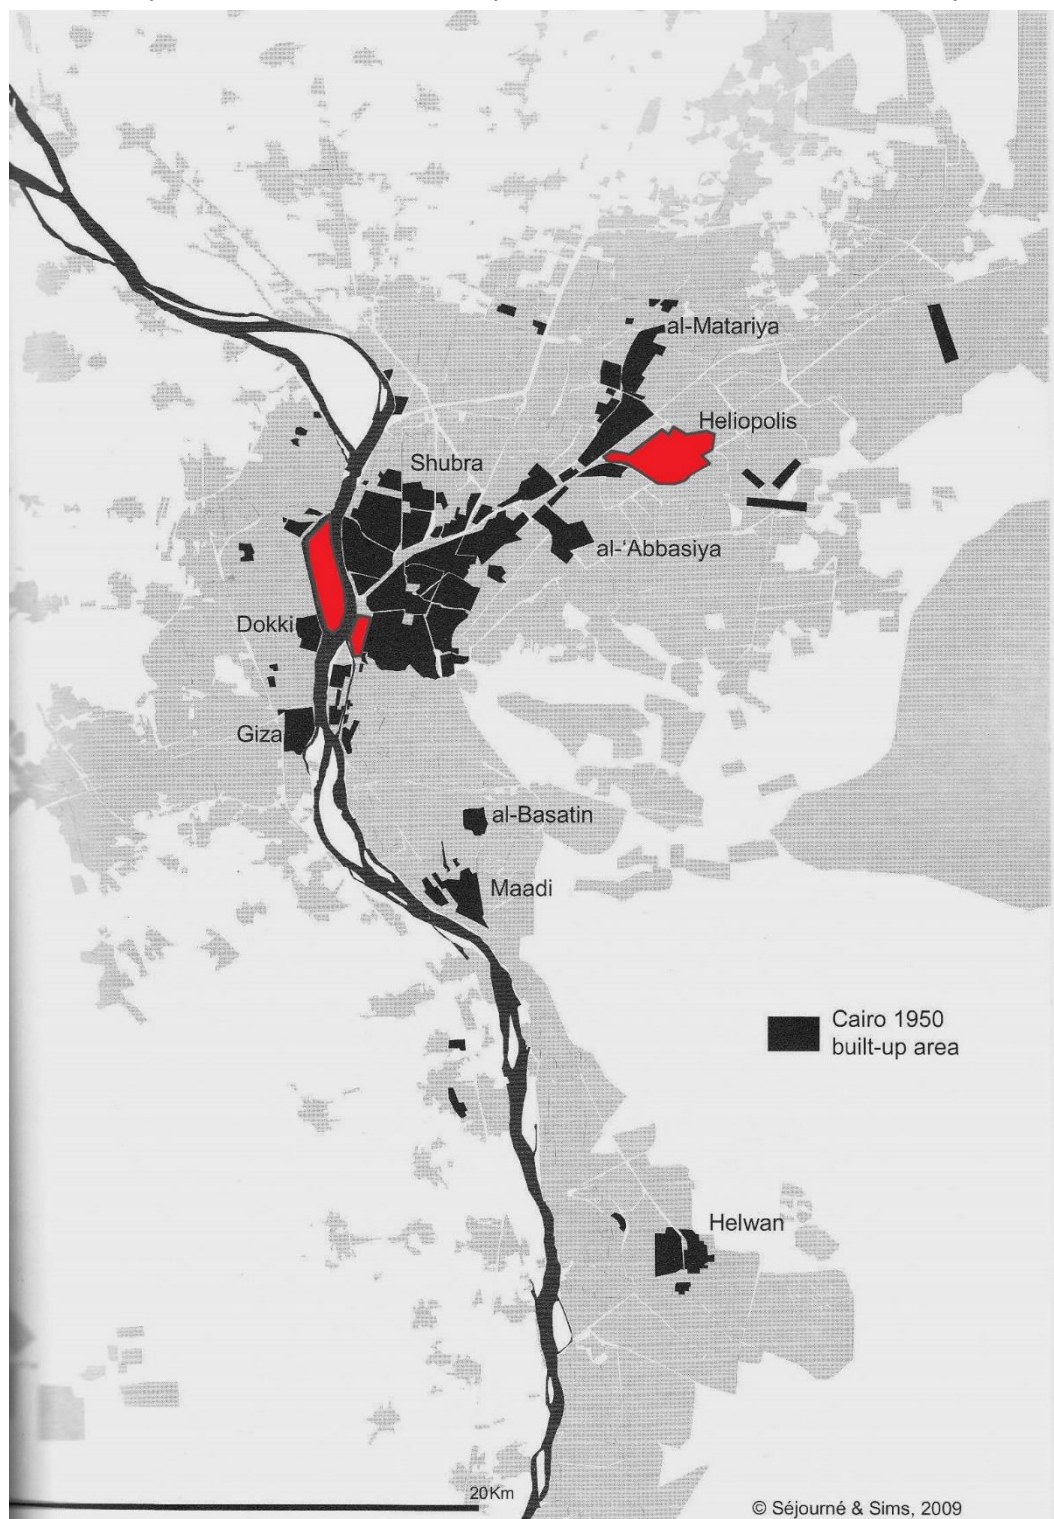 al-Matariya
Heliopolis
Shubra
al-‘Abbasiya
Dokki
Giza
al-Basatin
Maadi
Cairo 1950
built-up area
Helwan
20Km
© Séjourné & Sims, 2009